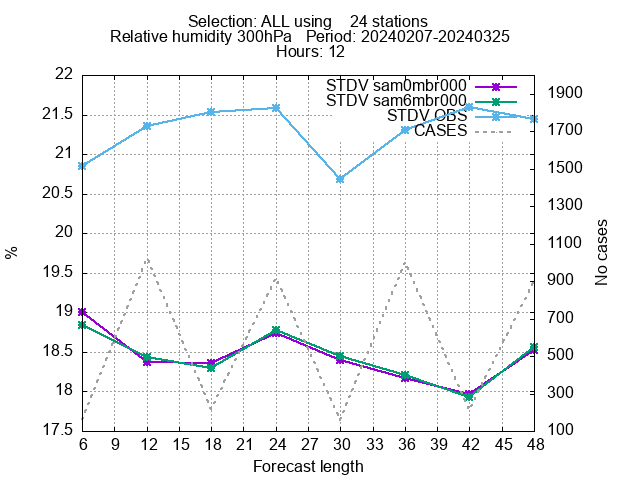 Selection: ALL using    24 stations
Relative humidity 300hPa   Period: 20240207-20240325
Hours: 12
STDV sam0mbr000
STDV sam6mbr000
STDV OBS
CASES
22
21.5
21
20.5
20
19.5
19
18.5
18
17.5
%
1900
1700
1500
1300
1100
900
700
500
300
100
No cases
6 9 12 15 18 21 24 27 30 33 36 39 42 45 48
Forecast length